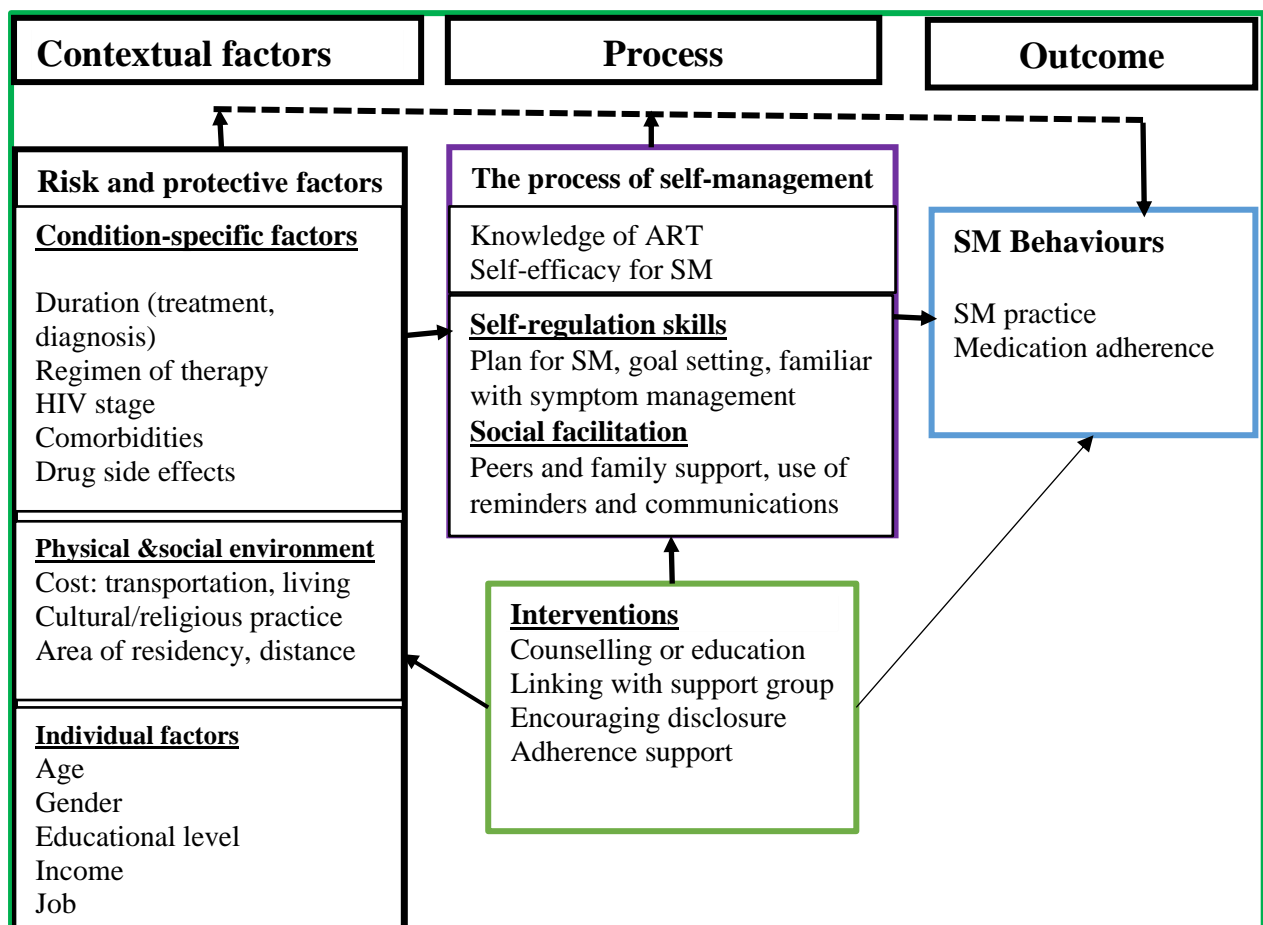 Contextual factors
Process
Outcome
Risk and protective factors
Condition-specific factors
Duration (treatment,
diagnosis)
Regimen of therapy
HIV stage
Comorbidities
Drug side effects
Physical &social environment
Cost: transportation, living
Cultural/religious practice
Area of residency, distance
Individual factors
Age
Gender
Educational level
Income
Job
The process of self-management
Knowledge of ART
Self-efficacy for SM
Self-regulation skills
Plan for SM, goal setting, familiar
with symptom management
Social facilitation
Peers and family support, use of
reminders and communications
Interventions
Counselling or education
Linking with support group
Encouraging disclosure
Adherence support
SM Behaviours
SM practice
Medication adherence